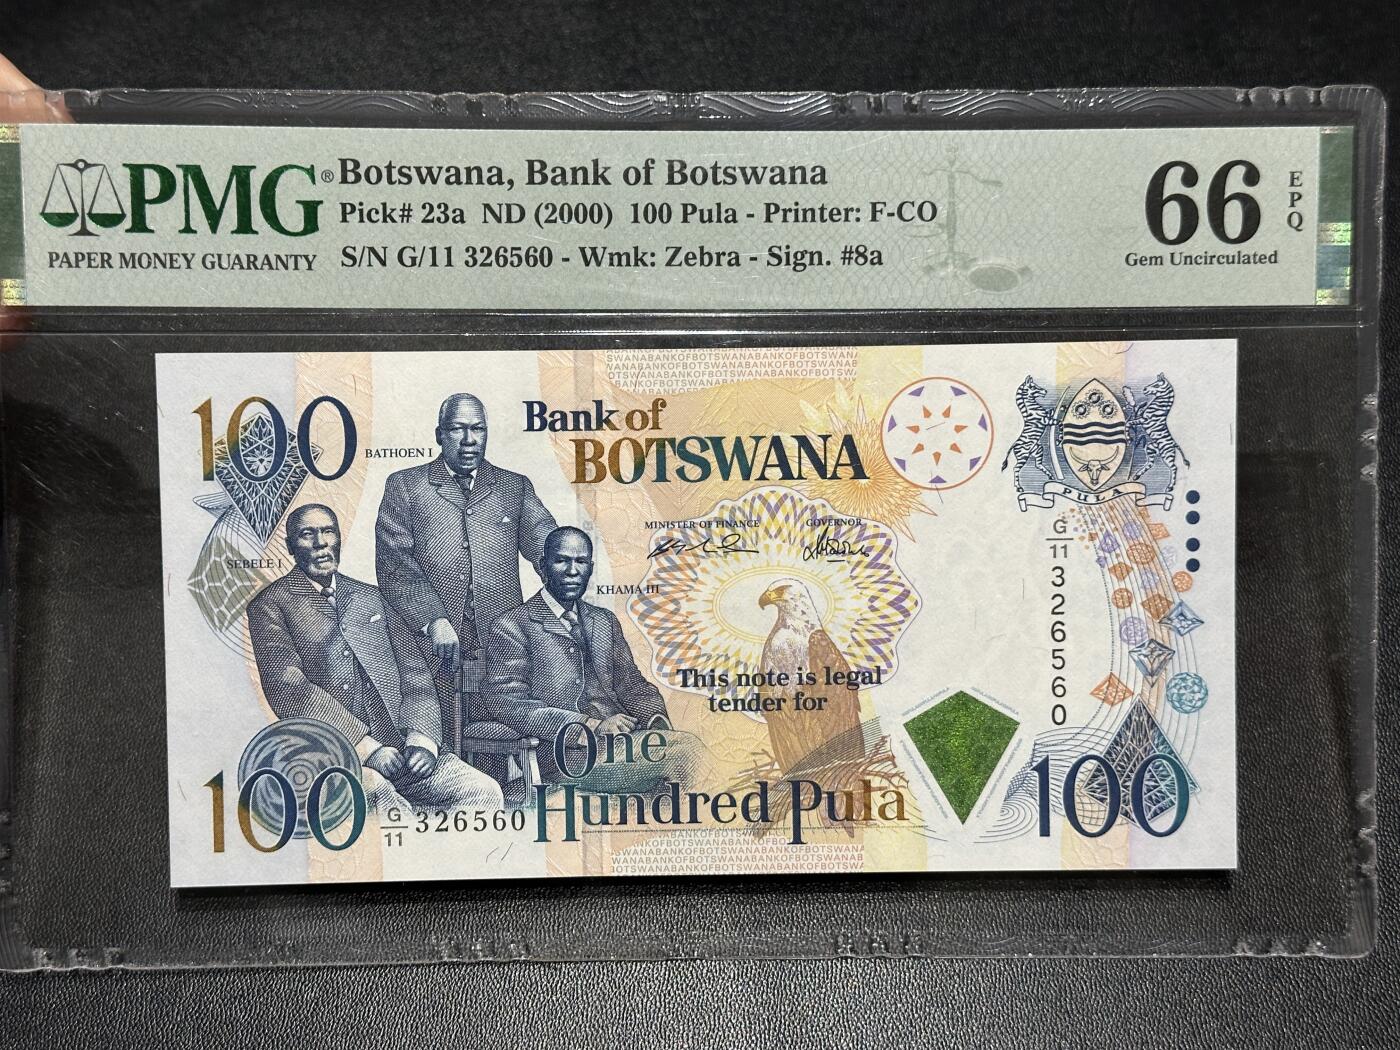 PMG®
PAPER MONEY GUARANTY
Botswana, Bank of Botswana
Pick# 23a ND (2000) 100 Pula - Printer: F-CO
S/N G/11 326560 - Wmk: Zebra - Sign. #8a
66
EPQ
Gem Uncirculated
100
BATHOEN I
SEBELE I
KHAMA III
Bank of
BOTSWANA
MINISTER OF FINANCE
GOVERNOR
PULA
G/11
326560
This note is legal
tender for
One
Hundred Pula
100
G/11 326560
100